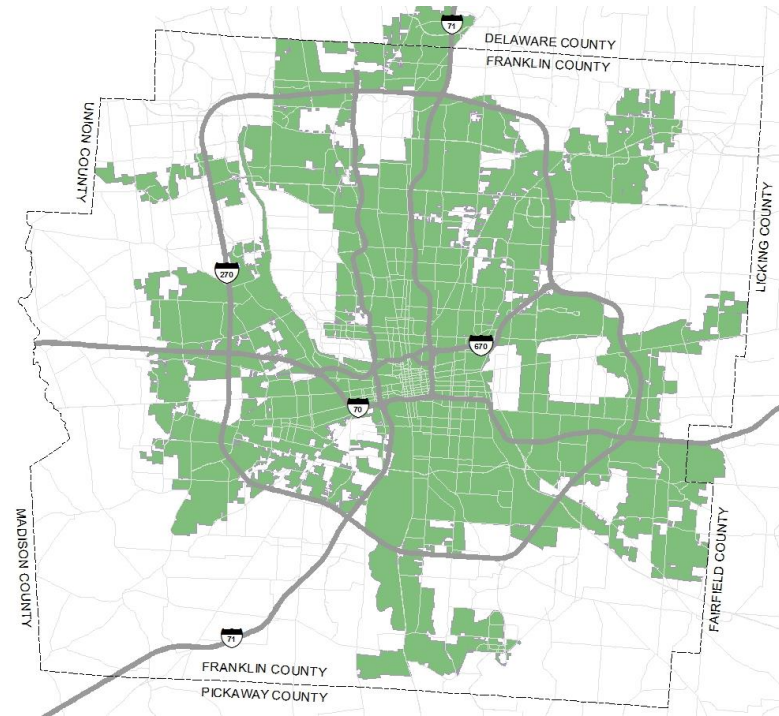 71
DELAWARE COUNTY
FRANKLIN COUNTY
UNION COUNTY
LICKING COUNTY
270
670
70
MADISON COUNTY
FAIRFIELD COUNTY
71
FRANKLIN COUNTY
PICKAWAY COUNTY